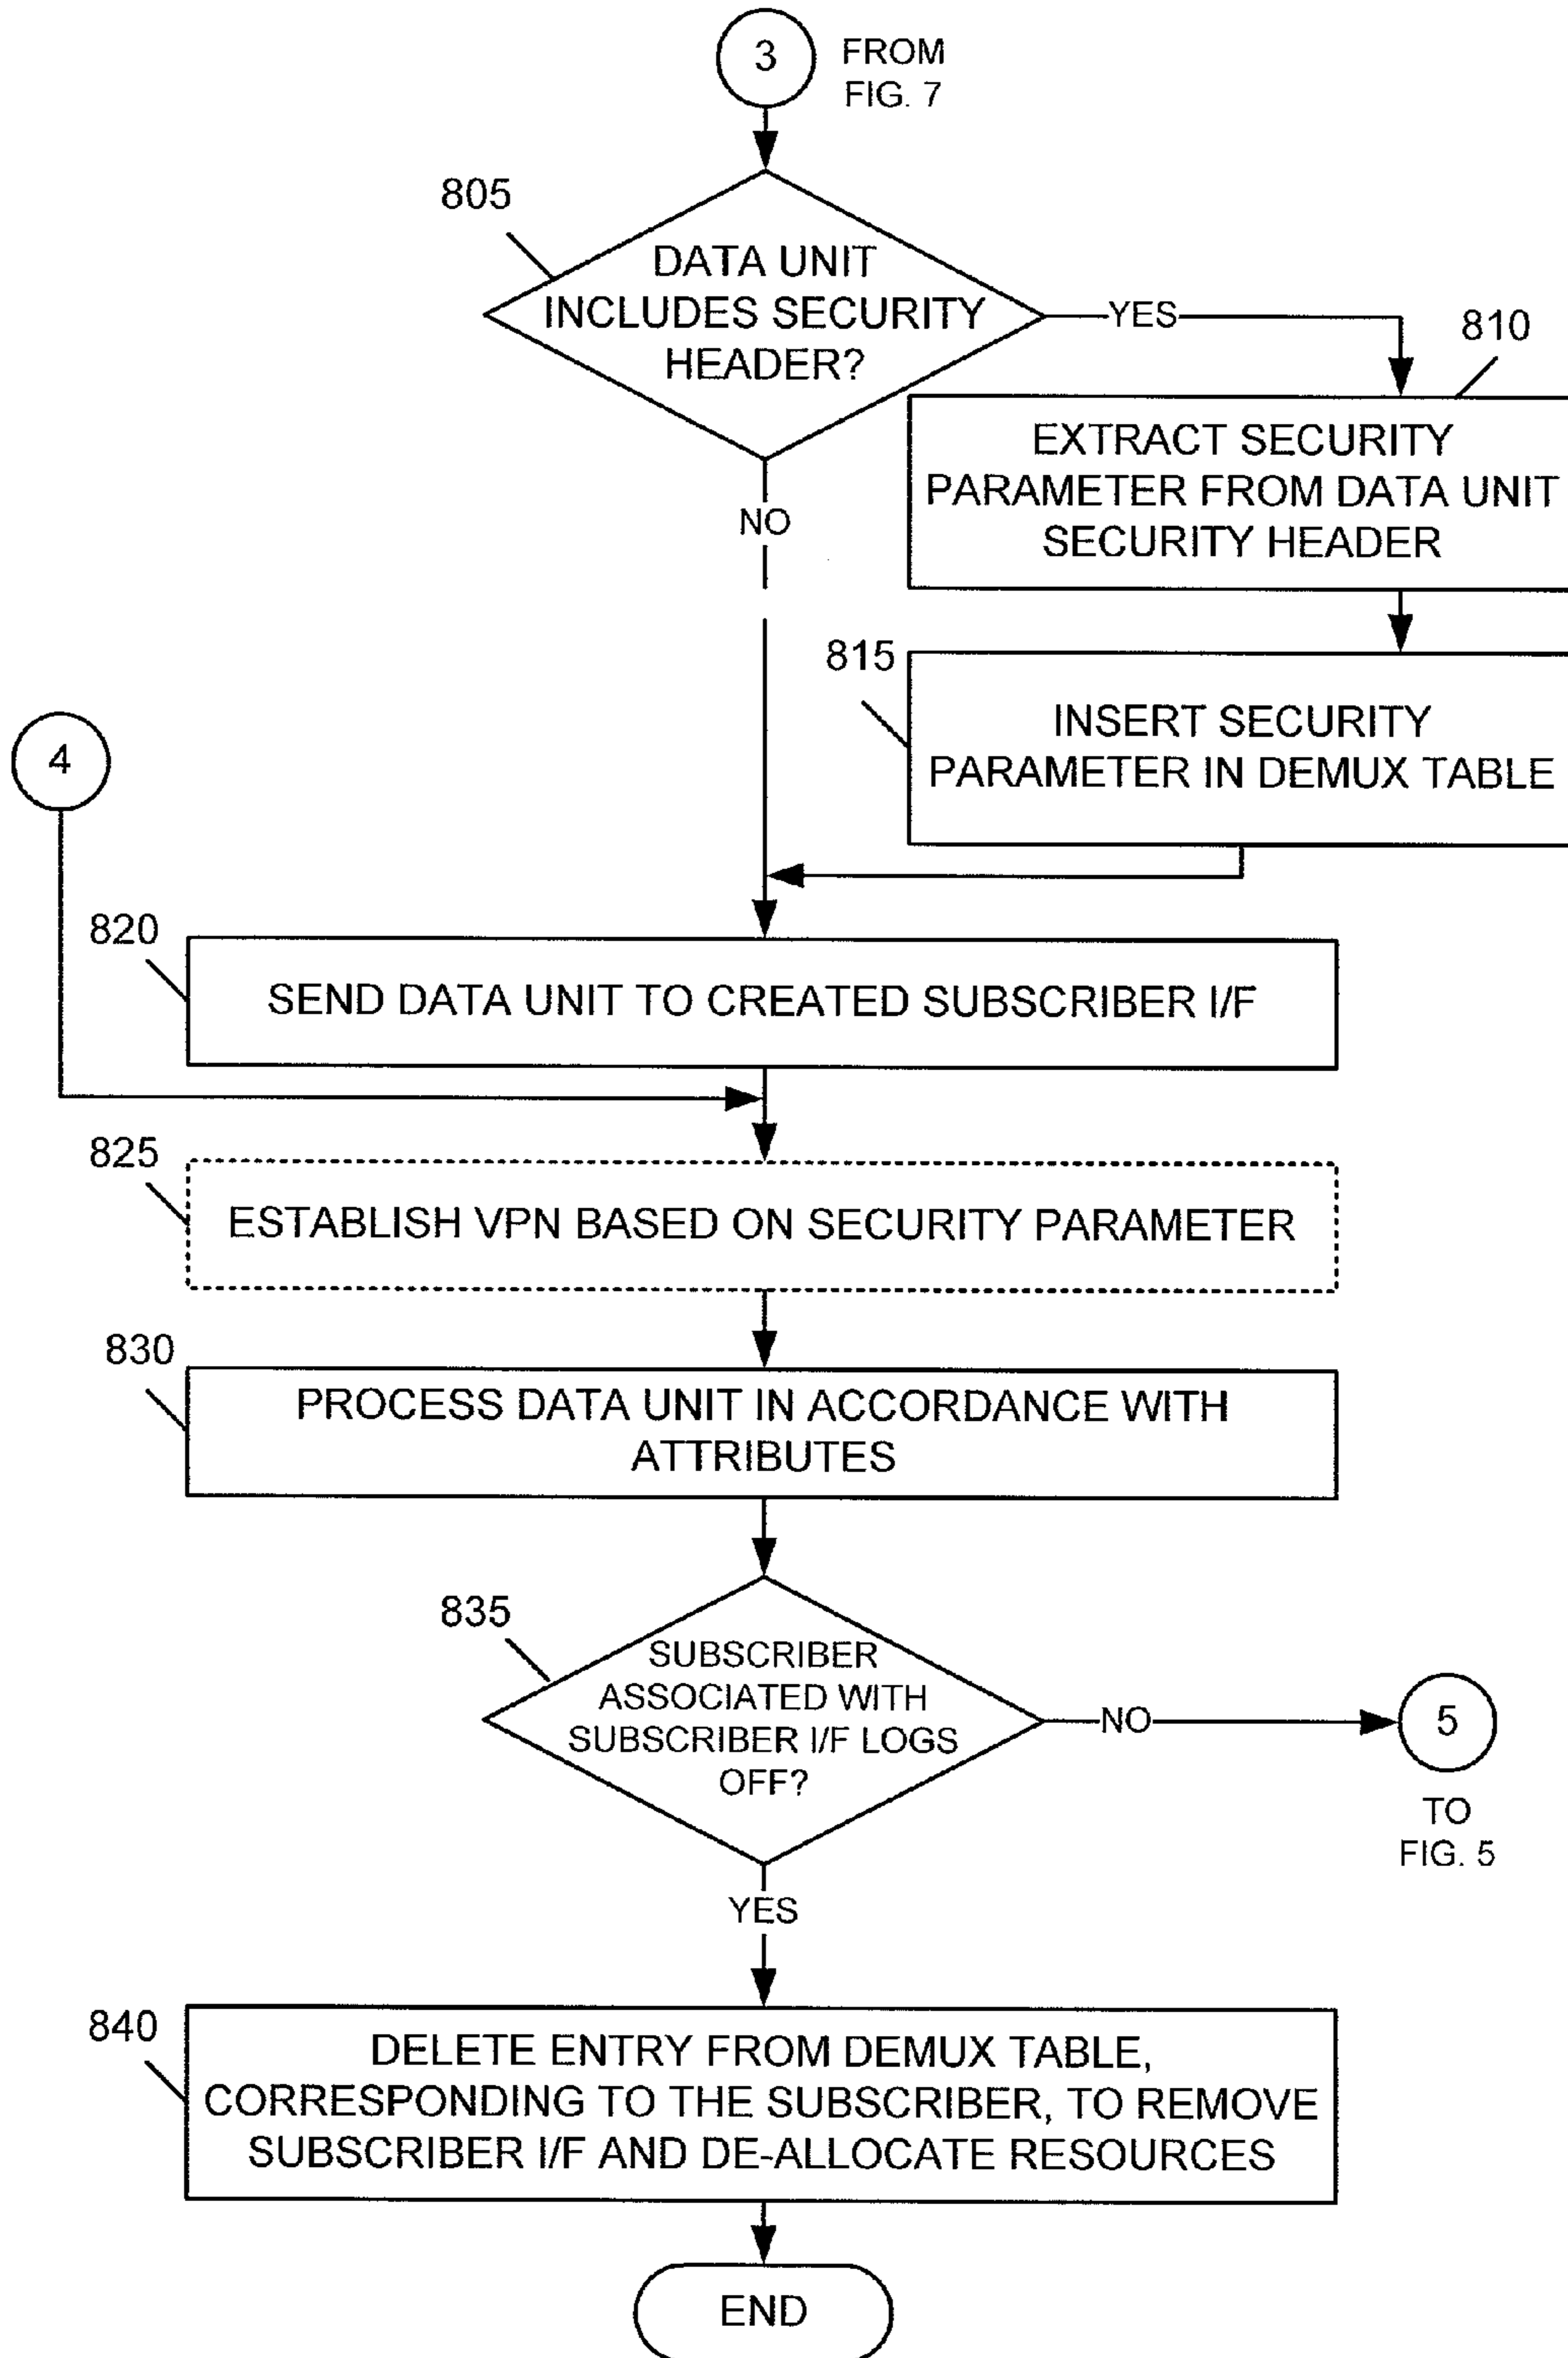 3
FROM
FIG. 7
805
DATA UNIT
INCLUDES SECURITY
HEADER?
YES
810
EXTRACT SECURITY
PARAMETER FROM DATA UNIT
SECURITY HEADER
NO
815
INSERT SECURITY
PARAMETER IN DEMUX TABLE
4
820
SEND DATA UNIT TO CREATED SUBSCRIBER I/F
825
ESTABLISH VPN BASED ON SECURITY PARAMETER
830
PROCESS DATA UNIT IN ACCORDANCE WITH
ATTRIBUTES
835
SUBSCRIBER
ASSOCIATED WITH
SUBSCRIBER I/F LOGS
OFF?
NO
5
TO
FIG. 5
YES
840
DELETE ENTRY FROM DEMUX TABLE,
CORRESPONDING TO THE SUBSCRIBER, TO REMOVE
SUBSCRIBER I/F AND DE-ALLOCATE RESOURCES
END